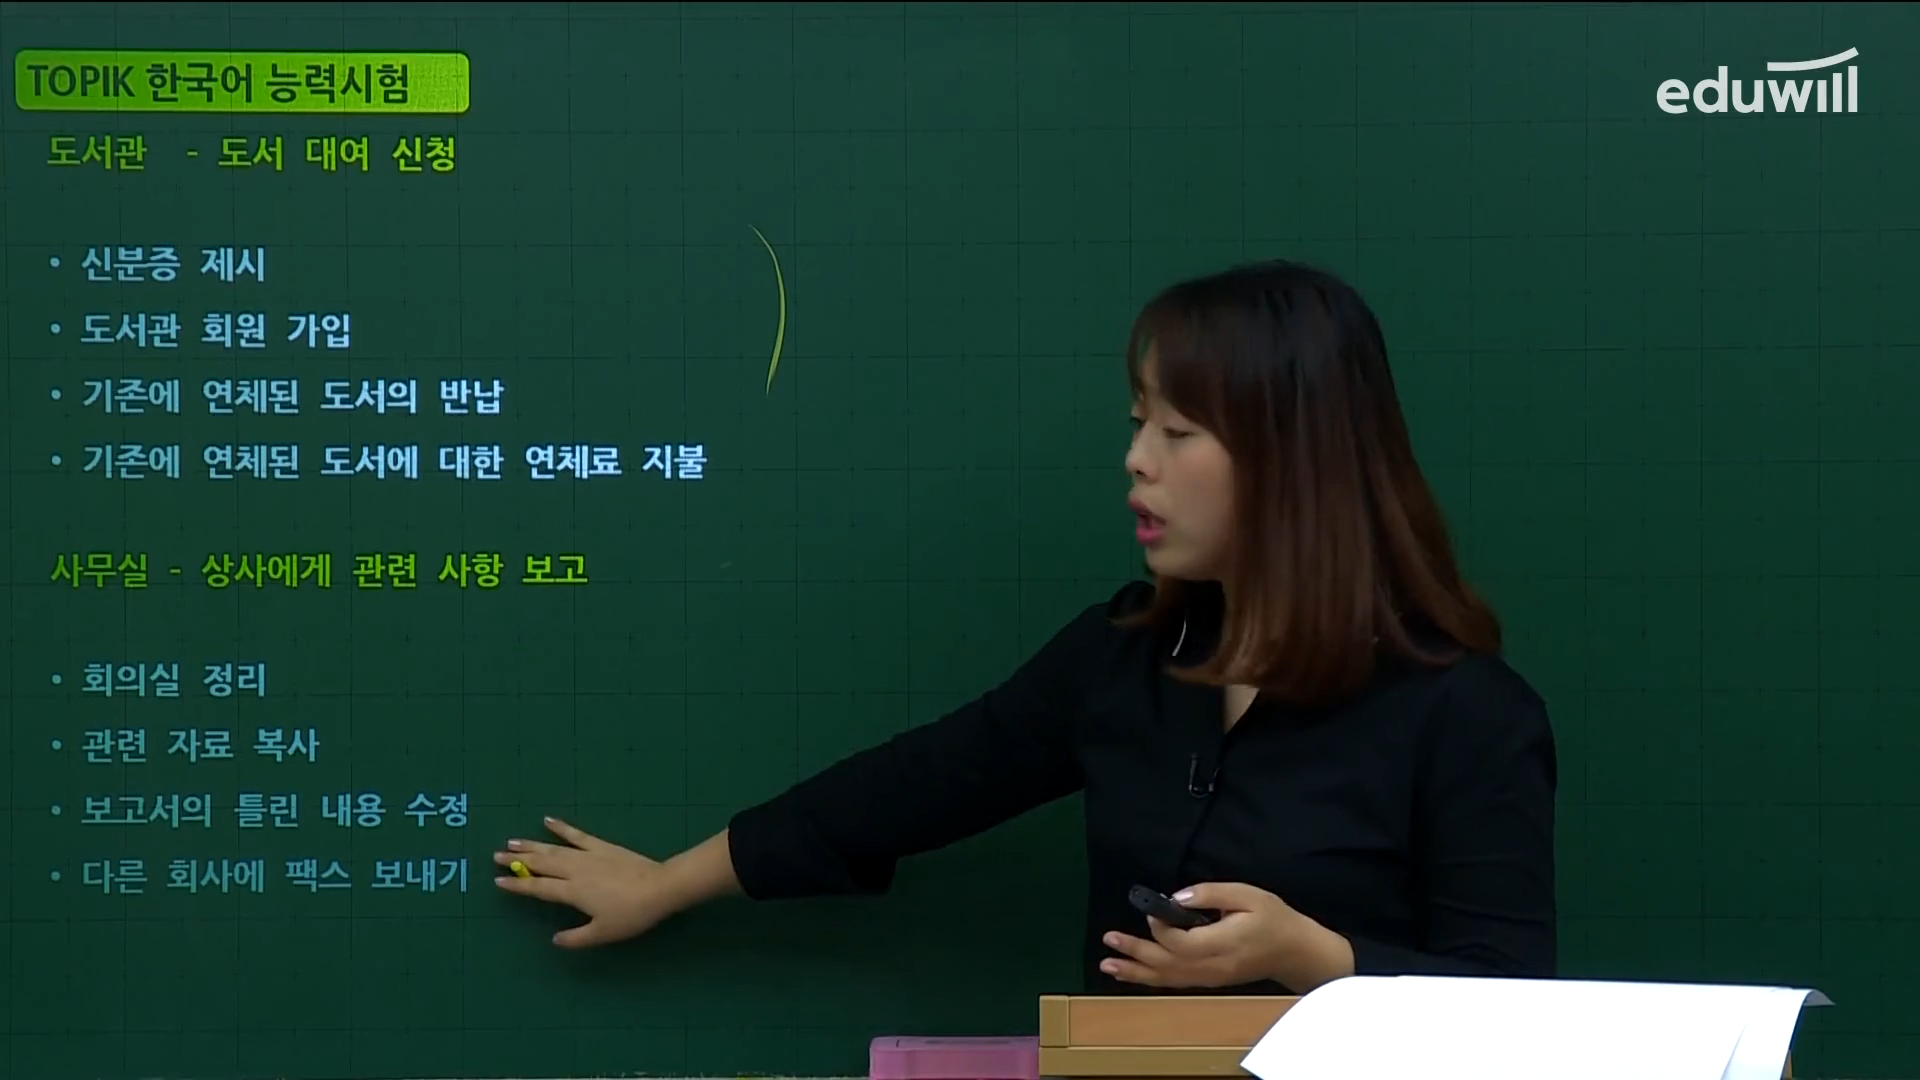 TOPIK 한국어 능력시험
eduwill
도서관 - 도서 대여 신청
• 신분증 제시
• 도서관 회원 가입
• 기존에 연체된 도서의 반납
• 기존에 연체된 도서에 대한 연체료 지불
사무실 - 상사에게 관련 사항 보고
• 회의실 정리
• 관련 자료 복사
• 보고서의 틀린 내용 수정
• 다른 회사에 팩스 보내기